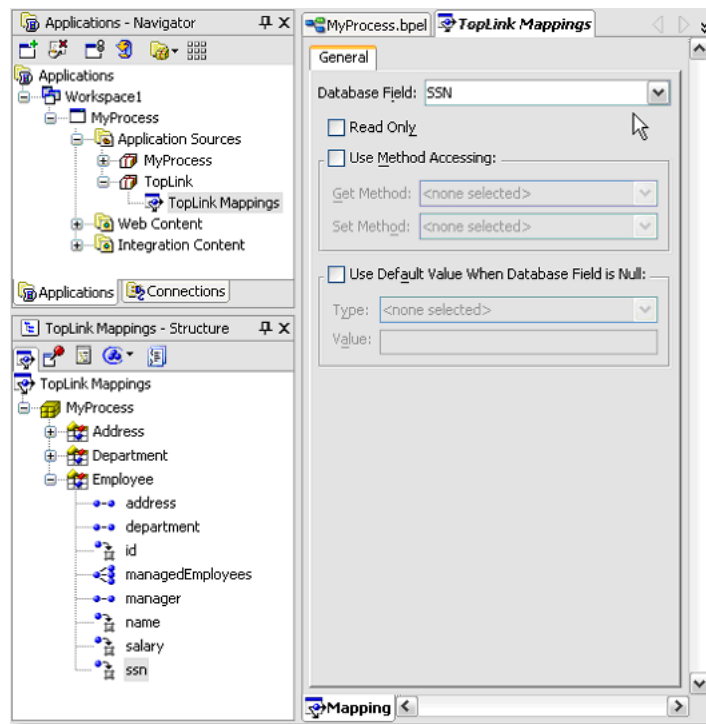 Applications - Navigator
Applications
Workspace1
MyProcess
Application Sources
MyProcess
TopLink
TopLink Mappings
Web Content
Integration Content
Applications
Connections
TopLink Mappings - Structure
TopLink Mappings
MyProcess
Address
Department
Employee
address
department
id
managedEmployees
manager
name
salary
ssn
MyProcess.bpel
TopLink Mappings
General
Database Field: SSN
Read Only
Use Method Accessing:
Get Method: <none selected>
Set Method: <none selected>
Use Default Value When Database Field is Null:
Type: <none selected>
Value:
Mapping